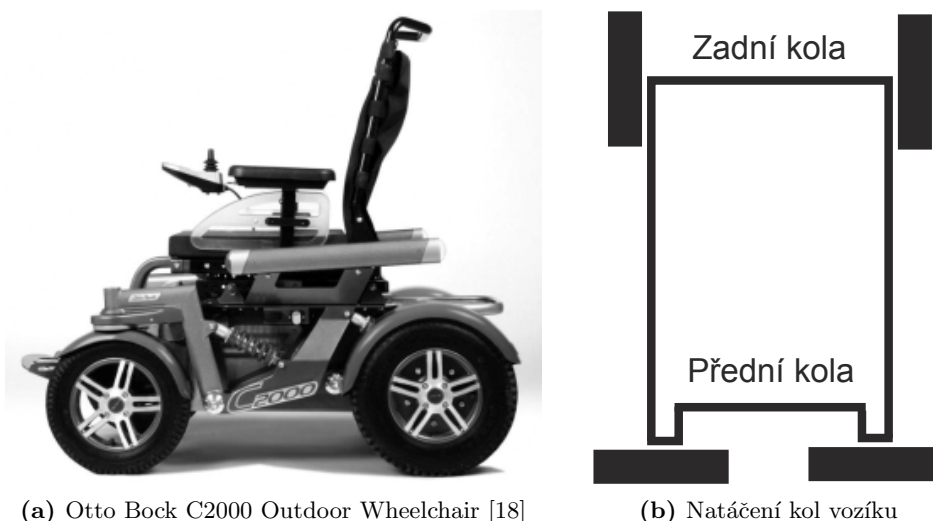 C2000
Zadní kola
Přední kola
(a) Otto Bock C2000 Outdoor Wheelchair [18]
(b) Natáčení kol vozíku